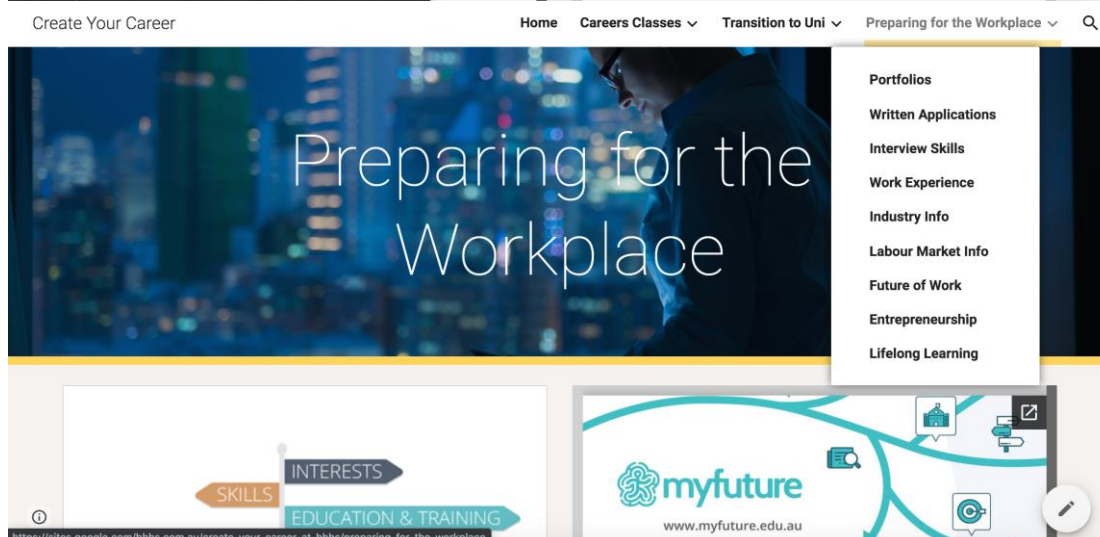 Create Your Career
Home Careers Classes Transition to Uni Preparing for the Workplace
Portfolios
Written Applications
Interview Skills
Work Experience
Industry Info
Labour Market Info
Future of Work
Entrepreneurship
Lifelong Learning
Preparing for the
Workplace
INTERESTS
SKILLS
EDUCATION & TRAINING
myfuture
www.myfuture.edu.au